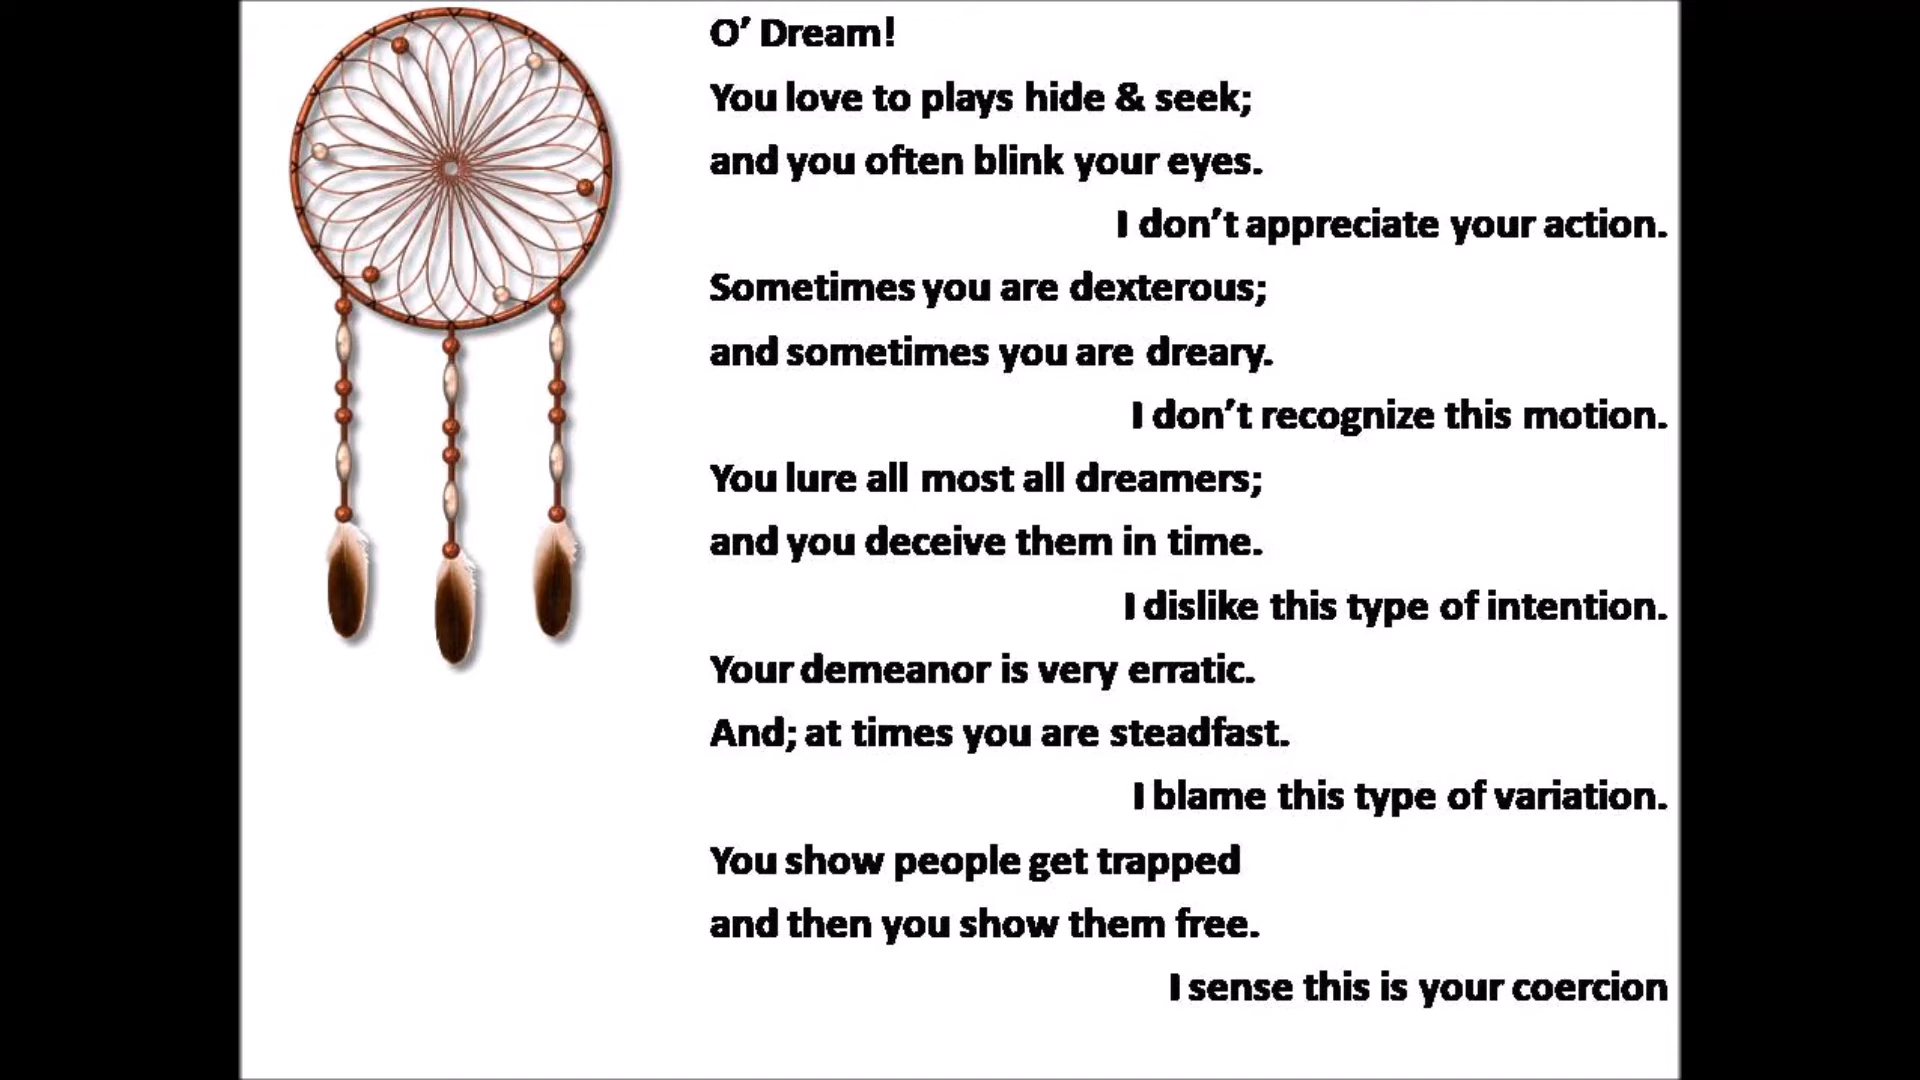 O’ Dream!
You love to plays hide & seek;
and you often blink your eyes.
I don’t appreciate your action.
Sometimes you are dexterous;
and sometimes you are dreary.
I don’t recognize this motion.
You lure all most all dreamers;
and you deceive them in time.
I dislike this type of intention.
Your demeanor is very erratic.
And; at times you are steadfast.
I blame this type of variation.
You show people get trapped
and then you show them free.
I sense this is your coercion